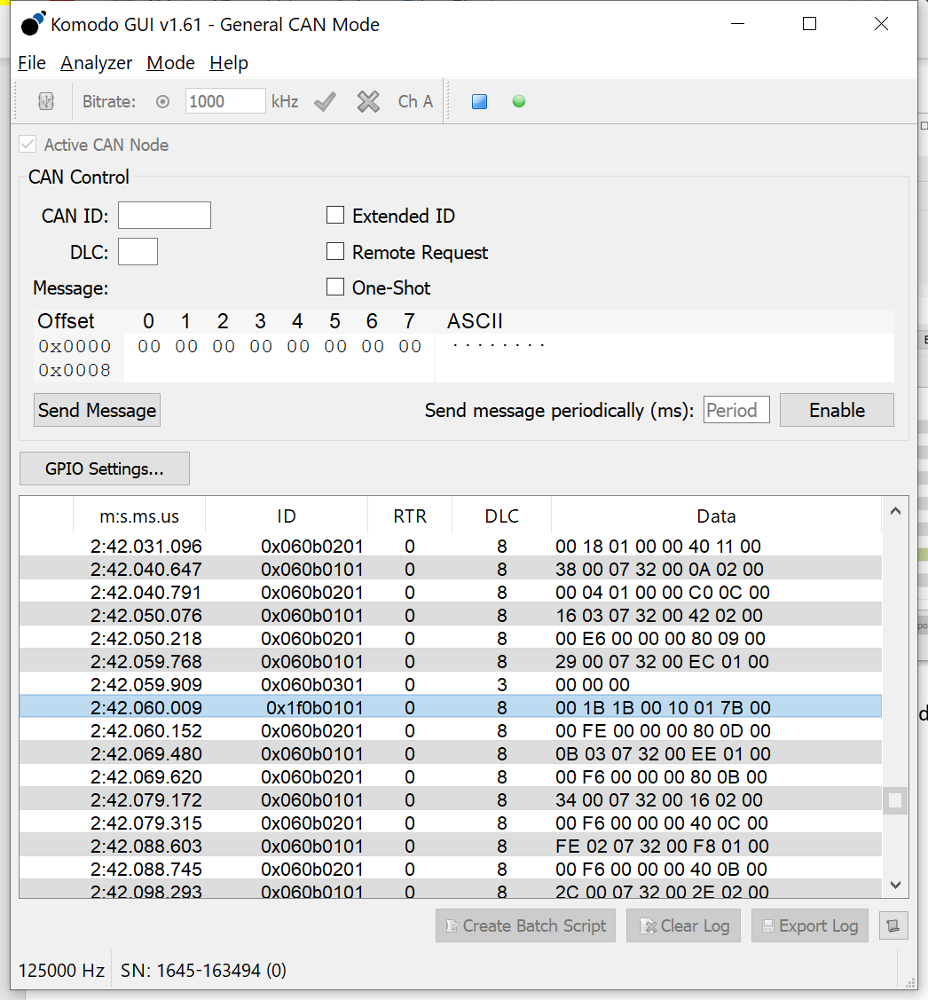 Komodo GUI v1.61 - General CAN Mode
File Analyzer Mode Help
Bitrate: 1000 kHz Ch A
Active CAN Node
CAN Control
CAN ID: Extended ID
DLC: Remote Request
Message: One-Shot
Offset 0 1 2 3 4 5 6 7 ASCII
0x0000 00 00 00 00 00 00 00 00 ........
0x0008
Send Message Send message periodically (ms): Period Enable
GPIO Settings...
m:s.ms.us ID RTR DLC Data
2:42.031.096 0x060b0201 0 8 00 18 01 00 00 40 11 00
2:42.040.647 0x060b0101 0 8 38 00 07 32 00 0A 02 00
2:42.040.791 0x060b0201 0 8 00 04 01 00 00 C0 0C 00
2:42.050.076 0x060b0101 0 8 16 03 07 32 00 42 02 00
2:42.050.218 0x060b0201 0 8 00 E6 00 00 00 80 09 00
2:42.059.768 0x060b0101 0 8 29 00 07 32 00 EC 01 00
2:42.059.909 0x060b0301 0 3 00 00 00
2:42.060.009 0x1f0b0101 0 8 00 1B 1B 00 10 01 7B 00
2:42.060.152 0x060b0201 0 8 00 FE 00 00 00 80 0D 00
2:42.069.480 0x060b0101 0 8 0B 03 07 32 00 EE 01 00
2:42.069.620 0x060b0201 0 8 00 F6 00 00 00 80 0B 00
2:42.079.172 0x060b0101 0 8 34 00 07 32 00 16 02 00
2:42.079.315 0x060b0201 0 8 00 F6 00 00 00 40 0C 00
2:42.088.603 0x060b0101 0 8 FE 02 07 32 00 F8 01 00
2:42.088.745 0x060b0201 0 8 00 F6 00 00 00 40 0B 00
2:42.098.293 0x060b0101 0 8 2C 00 07 32 00 2E 02 00
Create Batch Script Clear Log Export Log
125000 Hz SN: 1645-163494 (0)